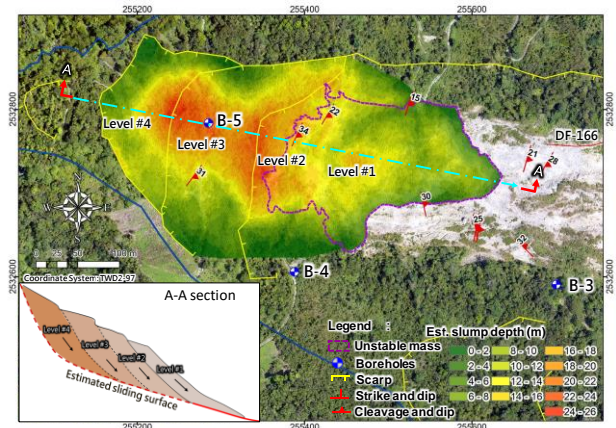 255200
255400
255600
2532800
2532800
A
15
B-5
22
Level #4
34
DF-166
Level #3
21
28
Level #2
Level #1
A
31
N
W
E
S
30
25
32
0 25 50 100 m
B-4
2532600
2532600
Coordinate System: TWD2,97
B-3
A-A section
Level #4
Level #3
Level #2
Level #1
Estimated sliding surface
Legend
Unstable mass
Boreholes
Scarp
Strike and dip
Cleavage and dip
Est. slump depth (m)
0 - 2
8 - 10
16 - 18
2 - 4
10 - 12
18 - 20
4 - 6
12 - 14
20 - 22
6 - 8
14 - 16
22 - 24
24 - 26
255200
255400
255600